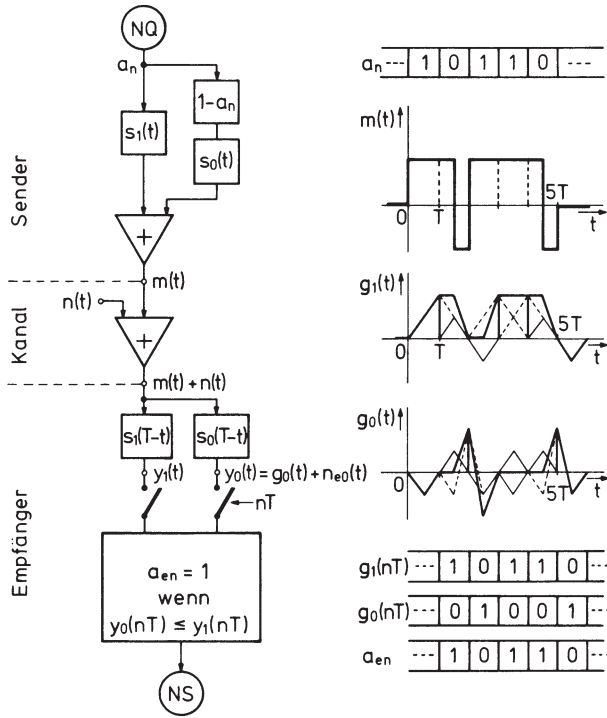 NQ
aₙ
1-aₙ
s₁(t)
s₀(t)
+
m(t)
n(t)
+
m(t) + n(t)
s₁(T-t)
s₀(T-t)
y₁(t)
y₀(t) = g₀(t) + nₑ₀(t)
nT
aₑₙ = 1
wenn
y₀(nT) ≤ y₁(nT)
NS
Sender
Kanal
Empfänger
aₙ --- 1 0 1 1 0 ---
m(t)
0 T 5T t
g₁(t)
0 T 5T t
g₀(t)
0 5T t
g₁(nT) --- 1 0 1 1 0 ---
g₀(nT) --- 0 1 0 0 1 ---
aₑₙ --- 1 0 1 1 0 ---